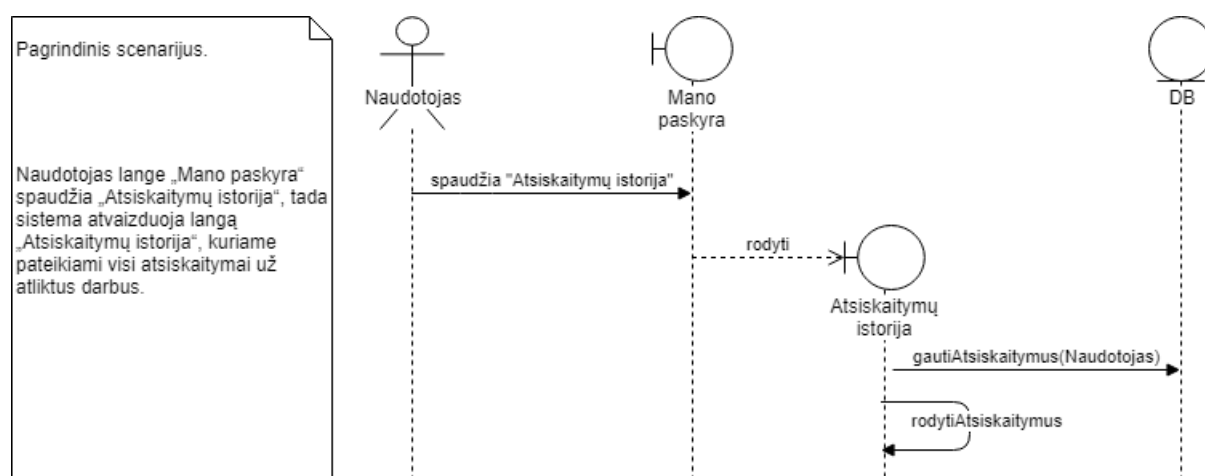 Pagrindinis scenarijus.
Naudotojas lange „Mano paskyra“
spaudžia „Atsiskaitymų istorija“, tada
sistema atvaizduoja langą
„Atsiskaitymų istorija“, kuriame
pateikiami visi atsiskaitymai už
atliktus darbus.
Naudotojas
Mano
paskyra
DB
spaudžia "Atsiskaitymų istorija"
rodyti
Atsiskaitymų
istorija
gautiAtsiskaitymus(Naudotojas)
rodytiAtsiskaitymus